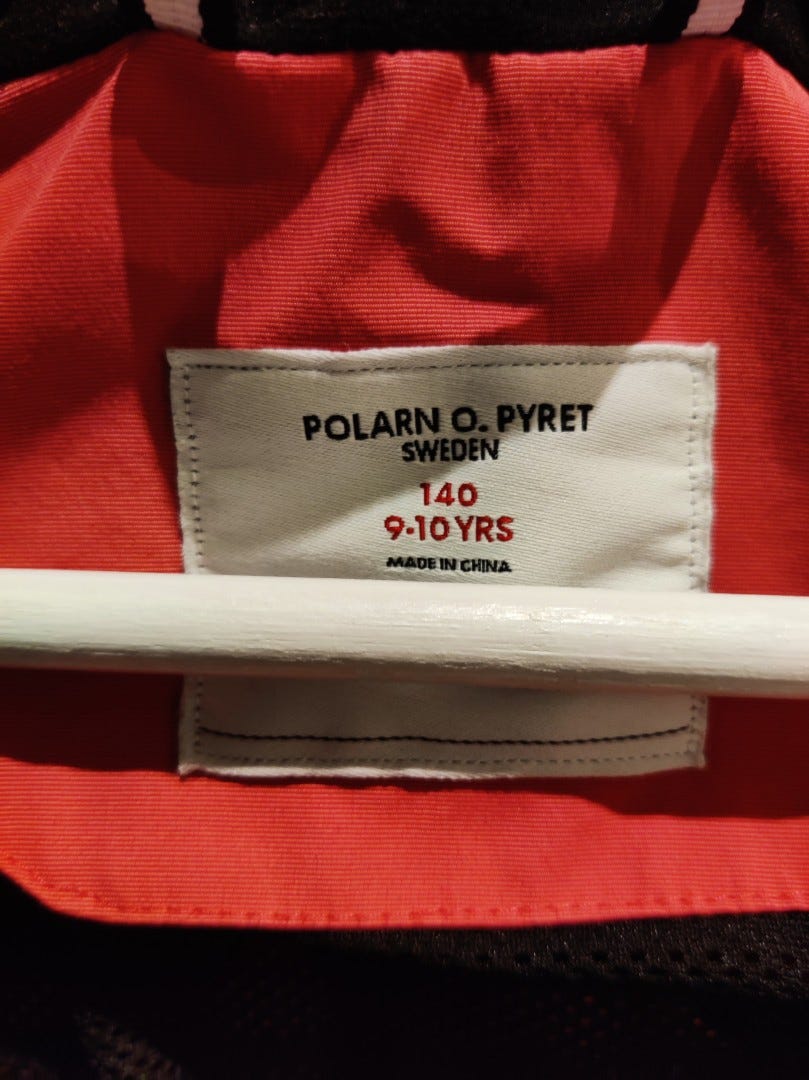 POLARN O. PYRET
SWEDEN
140
9-10 YRS
MADE IN CHINA